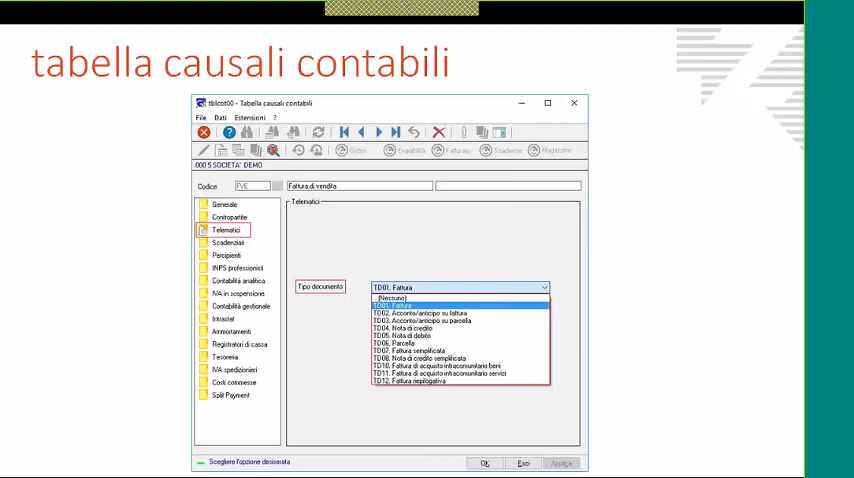 tabella causali contabili
tblcot00 - Tabella causali contabili
File Dati Estensioni ?
Ordini Evadibilità Fatturato Scadenze Magazzino
000 5 SOCIETA' DEMO
Codice FVE Fattura di vendita
Generale
Contropartite
Telematici
Scadenziari
Percipienti
INPS professionisti
Contabilità analitica
IVA in sospensione
Contabilità gestionale
Intrastat
Ammortamenti
Registratori di cassa
Tesoreria
IVA spedizionieri
Costi commesse
Split Payment
Telematici
Tipo documento TD01. Fattura
. (Nessuno)
TD01. Fattura
TD02. Acconto/anticipo su fattura
TD03. Acconto/anticipo su parcella
TD04. Nota di credito
TD05. Nota di debito
TD06. Parcella
TD07. Fattura semplificata
TD08. Nota di credito semplificata
TD10. Fattura di acquisto intracomunitario beni
TD11. Fattura di acquisto intracomunitario servizi
TD12. Fattura riepilogativa
Scegliere l'opzione desiderata
OK Esci Applica